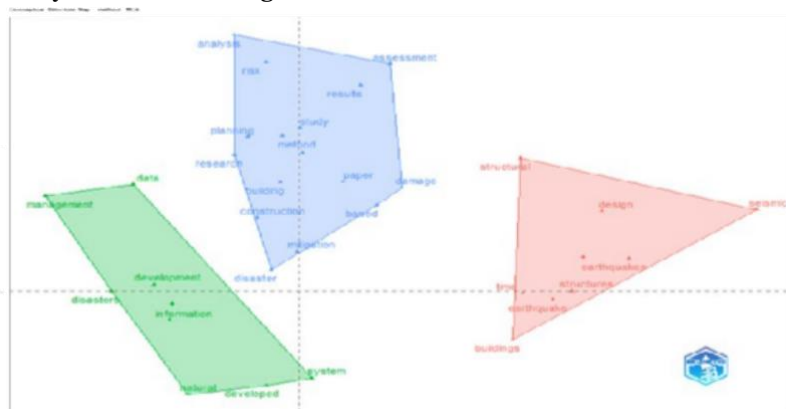 analysis
risk
assessment
results
study
planning
method
research
building
paper
damage
construction
based
mitigation
disaster
data
management
development
disasters
information
system
natural
developed
structural
design
seismic
earthquakes
structures
earthquake
buildings